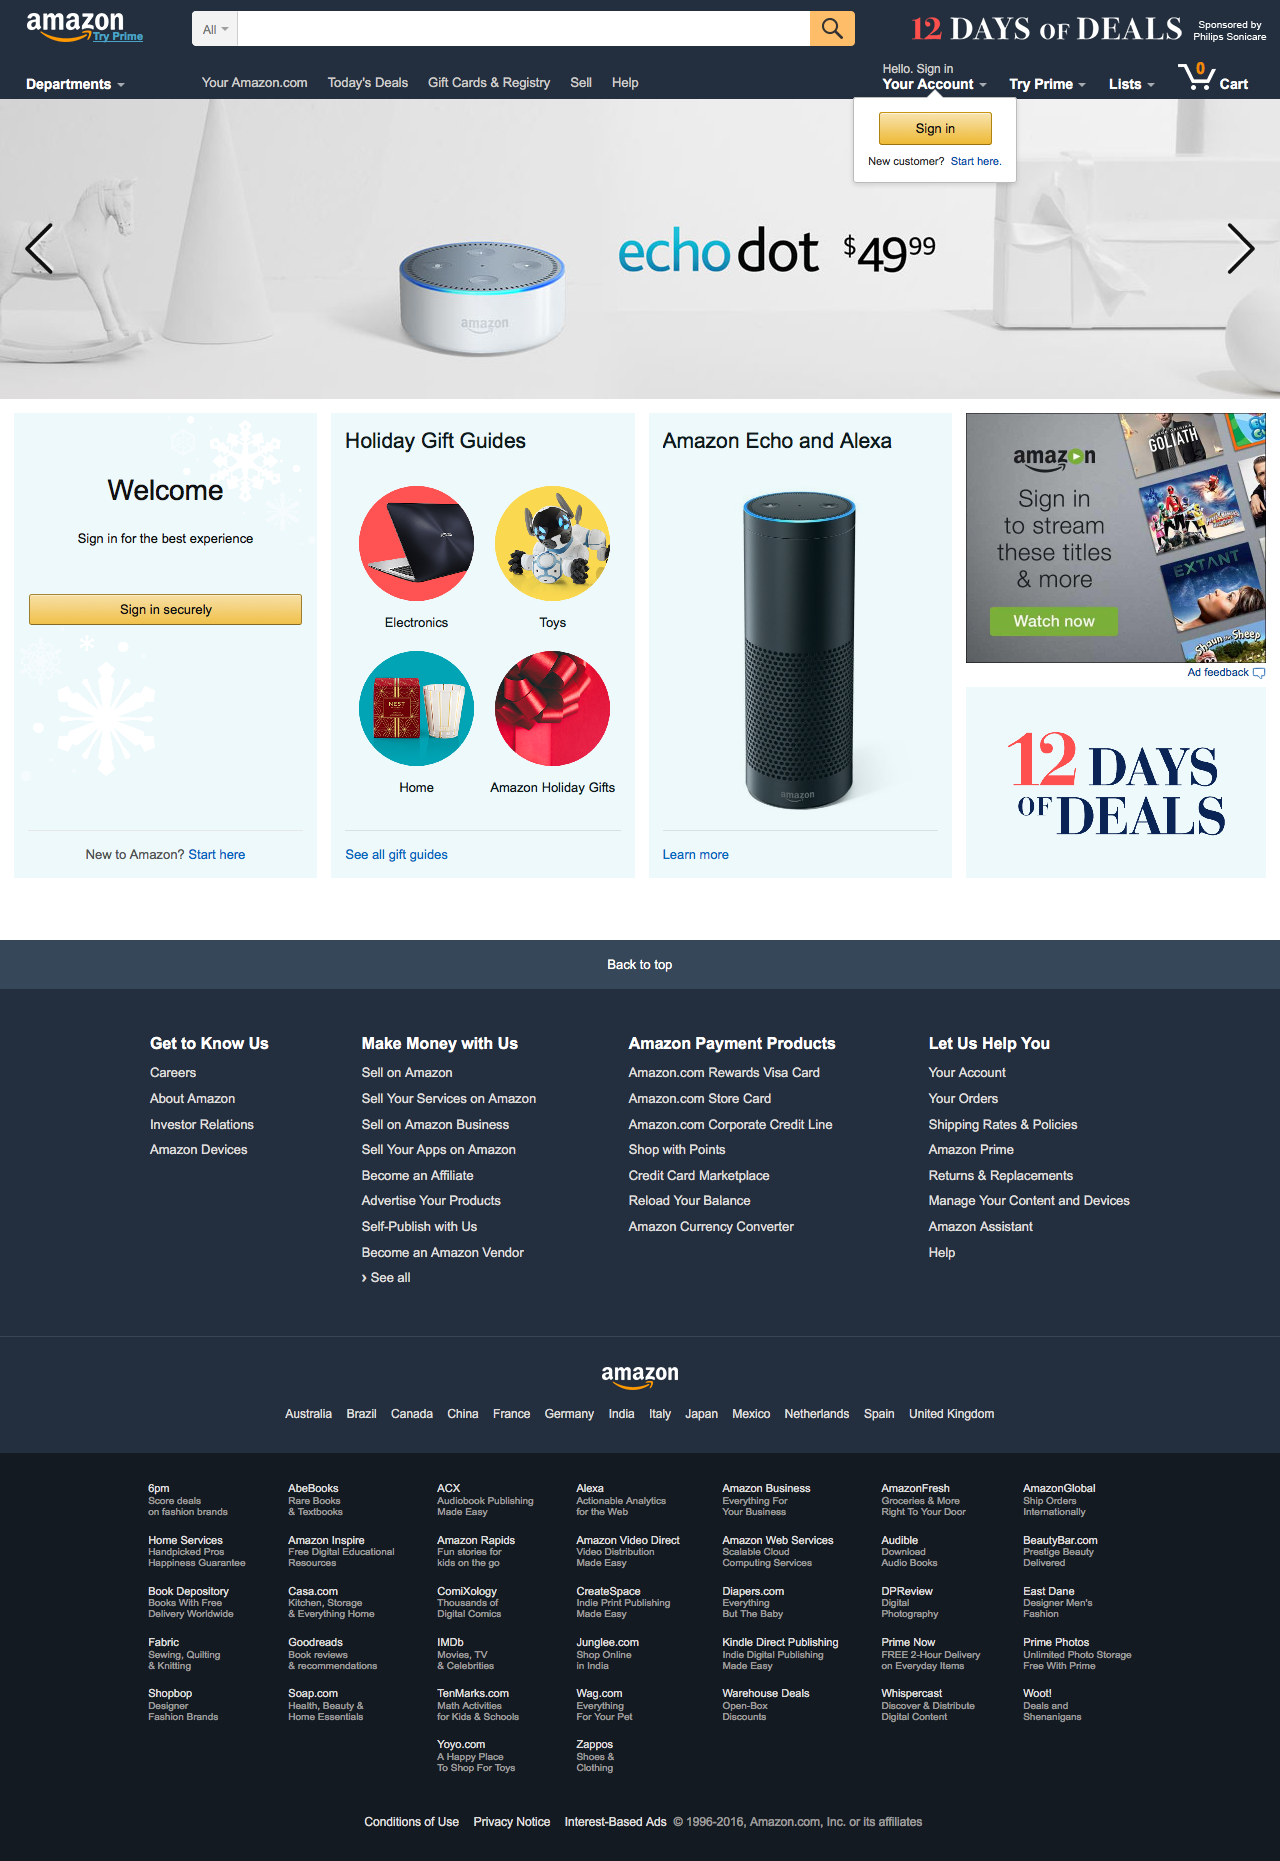 amazon
Try Prime
All
12 DAYS OF DEALS
Sponsored by
Philips Sonicare
Departments
Your Amazon.com Today's Deals Gift Cards & Registry Sell Help
Hello. Sign in
Your Account Try Prime Lists 0 Cart
Sign in
New customer? Start here.
echo dot $49 99
amazon
Welcome
Sign in for the best experience
Sign in securely
New to Amazon? Start here
Holiday Gift Guides
Electronics Toys
NEST
Home Amazon Holiday Gifts
See all gift guides
Amazon Echo and Alexa
amazon
Learn more
amazon
Sign in
to stream
these titles
& more
Watch now
GOLIATH
EXTANT
Shaun the Sheep
Ad feedback
12 DAYS
OF DEALS
Back to top
Get to Know Us
Careers
About Amazon
Investor Relations
Amazon Devices
Make Money with Us
Sell on Amazon
Sell Your Services on Amazon
Sell on Amazon Business
Sell Your Apps on Amazon
Become an Affiliate
Advertise Your Products
Self-Publish with Us
Become an Amazon Vendor
› See all
Amazon Payment Products
Amazon.com Rewards Visa Card
Amazon.com Store Card
Amazon.com Corporate Credit Line
Shop with Points
Credit Card Marketplace
Reload Your Balance
Amazon Currency Converter
Let Us Help You
Your Account
Your Orders
Shipping Rates & Policies
Amazon Prime
Returns & Replacements
Manage Your Content and Devices
Amazon Assistant
Help
amazon
Australia Brazil Canada China France Germany India Italy Japan Mexico Netherlands Spain United Kingdom
6pm AbeBooks ACX Alexa Amazon Business AmazonFresh AmazonGlobal
Score deals Rare Books Audiobook Publishing Actionable Analytics Everything For Groceries & More Ship Orders
on fashion brands & Textbooks Made Easy for the Web Your Business Right To Your Door Internationally
Home Services Amazon Inspire Amazon Rapids Amazon Video Direct Amazon Web Services Audible BeautyBar.com
Handpicked Pros Free Digital Educational Fun stories for Video Distribution Scalable Cloud Download Prestige Beauty
Happiness Guarantee Resources kids on the go Made Easy Computing Services Audio Books Delivered
Book Depository Casa.com ComiXology CreateSpace Diapers.com DPReview East Dane
Books With Free Kitchen, Storage Thousands of Indie Print Publishing Everything Digital Designer Men's
Delivery Worldwide & Everything Home Digital Comics Made Easy But The Baby Photography Fashion
Fabric Goodreads IMDb Junglee.com Kindle Direct Publishing Prime Now Prime Photos
Sewing, Quilting Book reviews Movies, TV Shop Online Indie Digital Publishing FREE 2-Hour Delivery Unlimited Photo Storage
& Knitting & recommendations & Celebrities in India Made Easy on Everyday Items Free With Prime
Shopbop Soap.com TenMarks.com Wag.com Warehouse Deals Whispercast Woot!
Designer Health, Beauty & Math Activities Everything Open-Box Discover & Distribute Deals and
Fashion Brands Home Essentials for Kids & Schools For Your Pet Discounts Digital Content Shenanigans
Yoyo.com Zappos
A Happy Place Shoes &
To Shop For Toys Clothing
Conditions of Use Privacy Notice Interest-Based Ads © 1996-2016, Amazon.com, Inc. or its affiliates